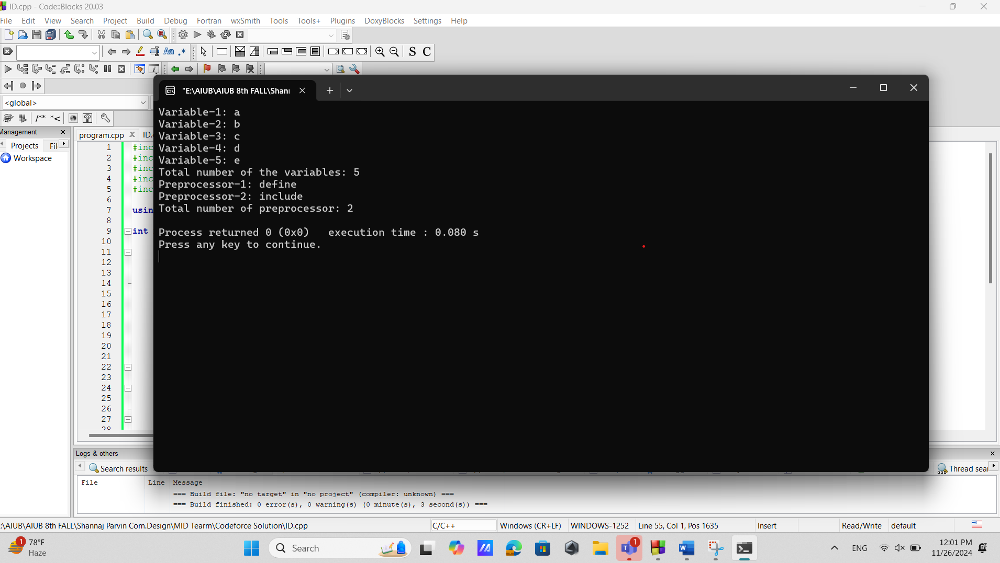 ID.cpp - Code::Blocks 20.03
File Edit View Search Project Build Debug Fortran wxSmith Tools Tools+ Plugins DoxyBlocks Settings Help
S C
<global>
/** *<
Management
program.cpp ID.
Projects Fil
Workspace
"E:\AIUB\AIUB 8th FALL\Shanr
Variable-1: a
Variable-2: b
Variable-3: c
Variable-4: d
Variable-5: e
Total number of the variables: 5
Preprocessor-1: define
Preprocessor-2: include
Total number of preprocessor: 2
Process returned 0 (0x0)   execution time : 0.080 s
Press any key to continue.
1 #inc
2 #inc
3 #inc
4 #inc
5 #inc
6
7 usin
8
9 int
10
11
12
13
14
15
16
17
18
19
20
21
22
23
24
25
26
27
28
Logs & others
Search results
Thread sear
File Line Message
=== Build file: "no target" in "no project" (compiler: unknown) ===
=== Build finished: 0 error(s), 0 warning(s) (0 minute(s), 3 second(s)) ===
:\AIUB\AIUB 8th FALL\Shannaj Parvin Com.Design\MID Tearm\Codeforce Solution\ID.cpp C/C++ Windows (CR+LF) WINDOWS-1252 Line 55, Col 1, Pos 1635 Insert Read/Write default
1 78°F
Haze
Search
1
ENG
12:01 PM
11/26/2024